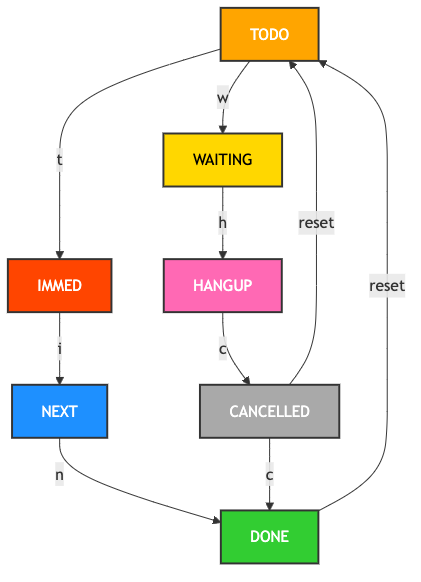 TODO
w
WAITING
t
h
reset
IMMED
HANGUP
reset
i
c
NEXT
CANCELLED
n
c
DONE